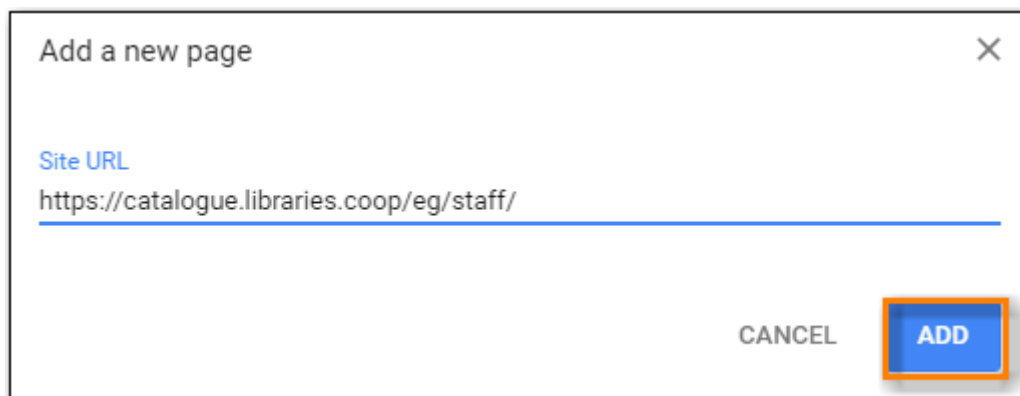 Add a new page
Site URL
https://catalogue.libraries.coop/eg/staff/
CANCEL ADD